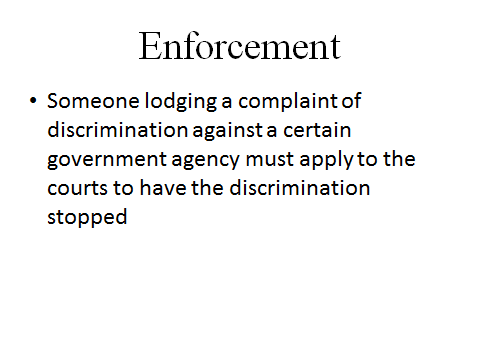 Enforcement
• Someone lodging a complaint of
discrimination against a certain
government agency must apply to the
courts to have the discrimination
stopped